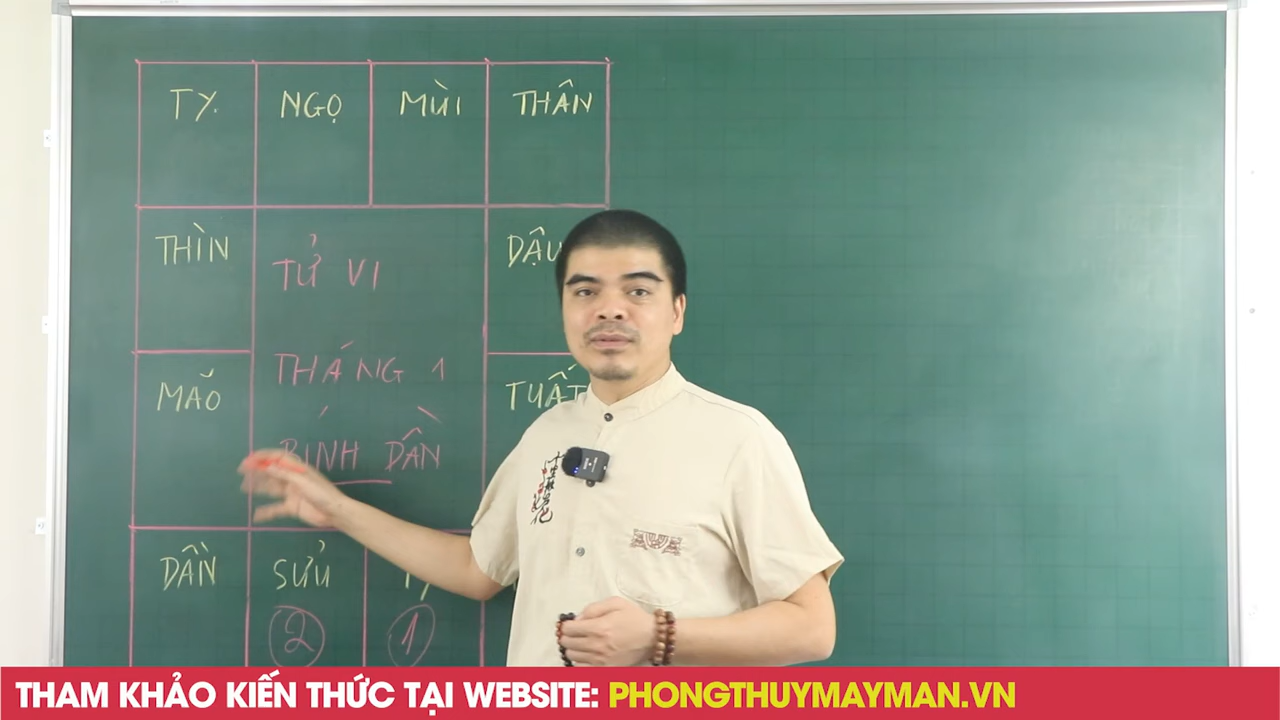 TY. NGỌ MÙI THÂN
THÌN DẬU
TỬ VI
THÁNG 1
MÃO TUẤT
BÍNH DẦN
DẦN SỬU
2 1
THAM KHẢO KIẾN THỨC TẠI WEBSITE: PHONGTHUYMAYMAN.VN